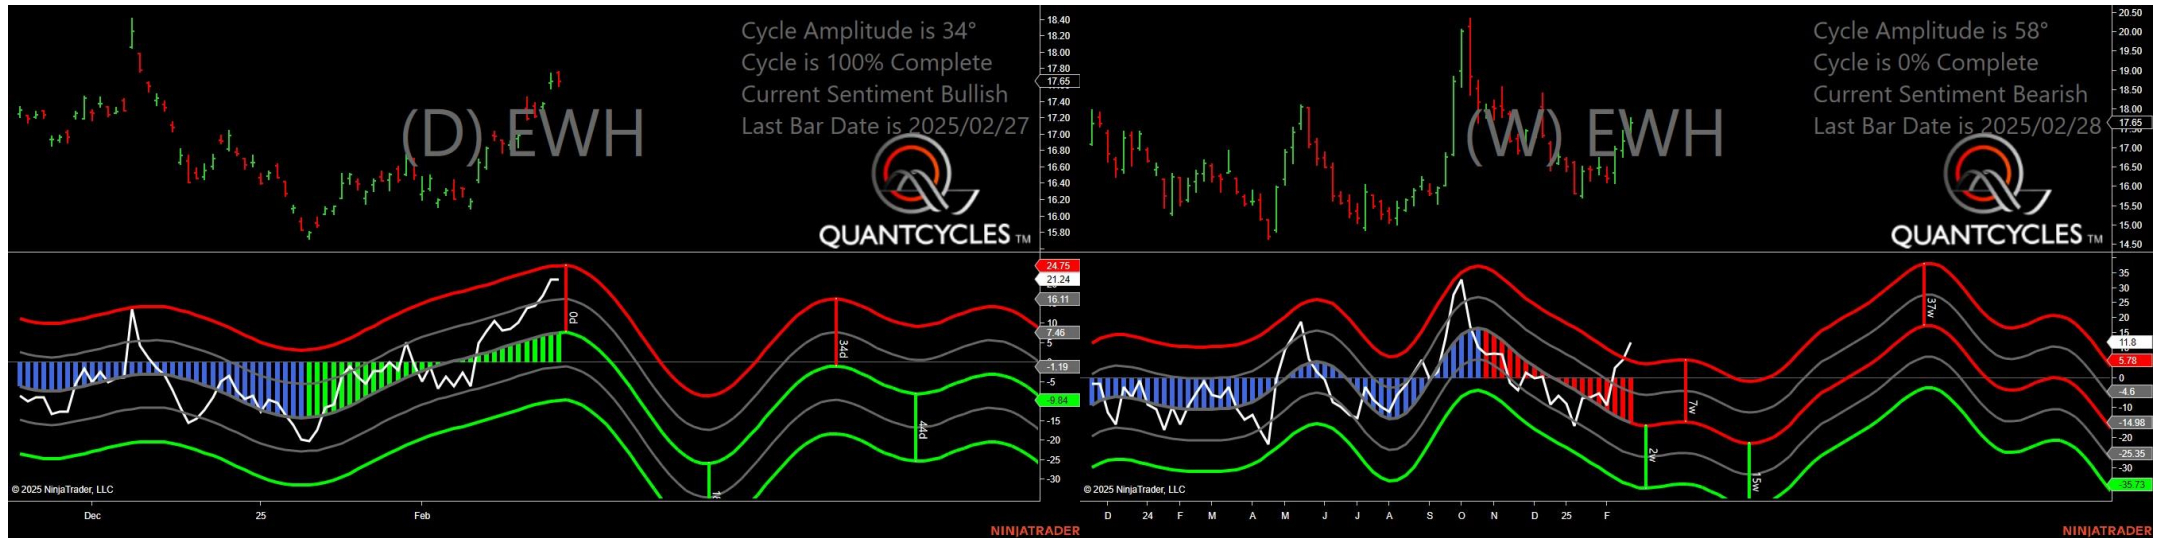 Cycle Amplitude is 34°
Cycle is 100% Complete
Current Sentiment Bullish
Last Bar Date is 2025/02/27
(D) EWH
QUANTCYCLES TM
18.40
18.20
18.00
17.80
17.65
17.40
17.20
17.00
16.80
16.60
16.40
16.20
16.00
15.80
24.75
21.24
16.11
10
7.46
5
-1.19
-5
-9.84
-15
-20
-25
-30
0d
34d
44d
© 2025 NinjaTrader, LLC
Dec
25
Feb
NINJATRADER
Cycle Amplitude is 58°
Cycle is 0% Complete
Current Sentiment Bearish
Last Bar Date is 2025/02/28
(W) EWH
QUANTCYCLES TM
20.50
20.00
19.50
19.00
18.50
18.00
17.65
17.00
16.50
16.00
15.50
15.00
14.50
35
30
25
20
15
11.8
5.78
0
-4.6
-10
-14.98
-20
-25.35
-30
-35.73
37w
7w
2w
15w
© 2025 NinjaTrader, LLC
D
24
F
M
A
M
J
J
A
S
O
N
D
25
F
NINJATRADER